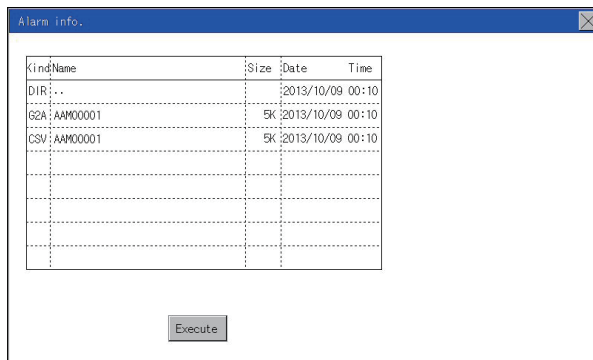 Alarm info.
Kind Name Size Date Time
DIR .. 2013/10/09 00:10
G2A AAM00001 5K 2013/10/09 00:10
CSV AAM00001 5K 2013/10/09 00:10
Execute